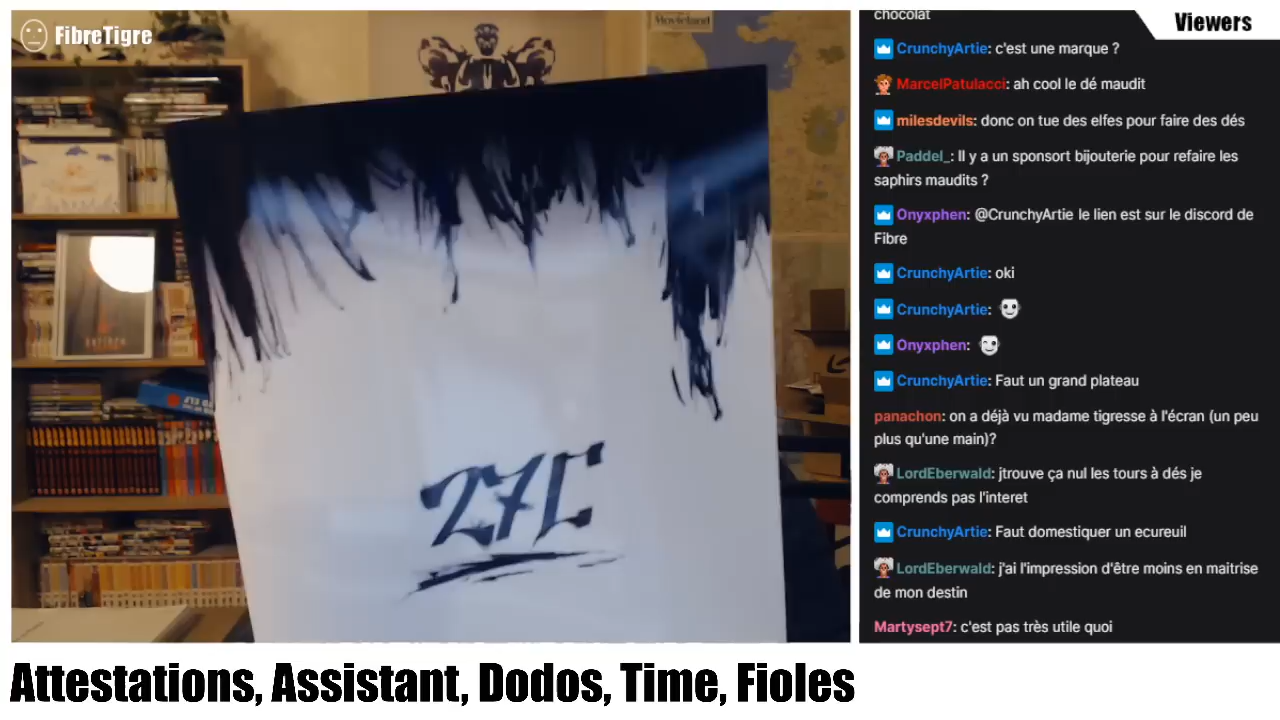 FibreTigre
Movieland
27C
Viewers
chocolat
CrunchyArtie: c'est une marque ?
MarcelPatulacci: ah cool le dé maudit
milesdevils: donc on tue des elfes pour faire des dés
Paddel_: Il y a un sponsort bijouterie pour refaire les
saphirs maudits ?
Onyxphen: @CrunchyArtie le lien est sur le discord de
Fibre
CrunchyArtie: oki
CrunchyArtie:
Onyxphen:
CrunchyArtie: Faut un grand plateau
panachon: on a déjà vu madame tigresse à l'écran (un peu
plus qu'une main)?
LordEberwald: jtrouve ça nul les tours à dés je
comprends pas l'interet
CrunchyArtie: Faut domestiquer un ecureuil
LordEberwald: j'ai l'impression d'être moins en maitrise
de mon destin
Martysept7: c'est pas très utile quoi
Attestations, Assistant, Dodos, Time, Fioles